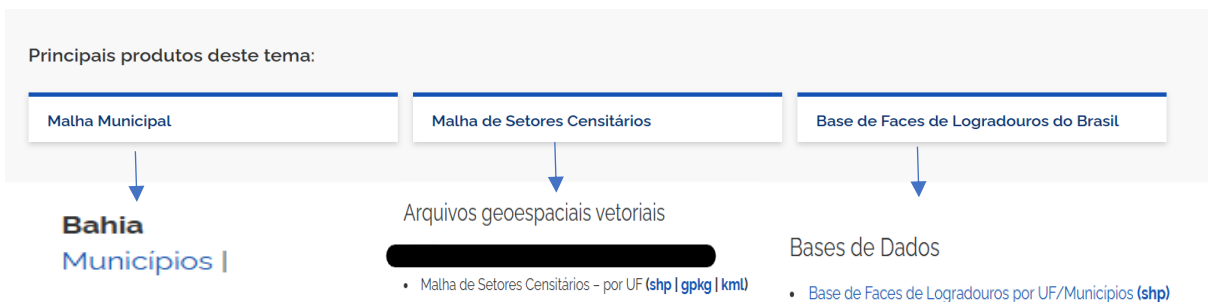 Principais produtos deste tema:
Malha Municipal
Malha de Setores Censitários
Base de Faces de Logradouros do Brasil
Bahia
Municípios |
Arquivos geoespaciais vetoriais
• Malha de Setores Censitários – por UF (shp | gpkg | kml)
Bases de Dados
• Base de Faces de Logradouros por UF/Municípios (shp)